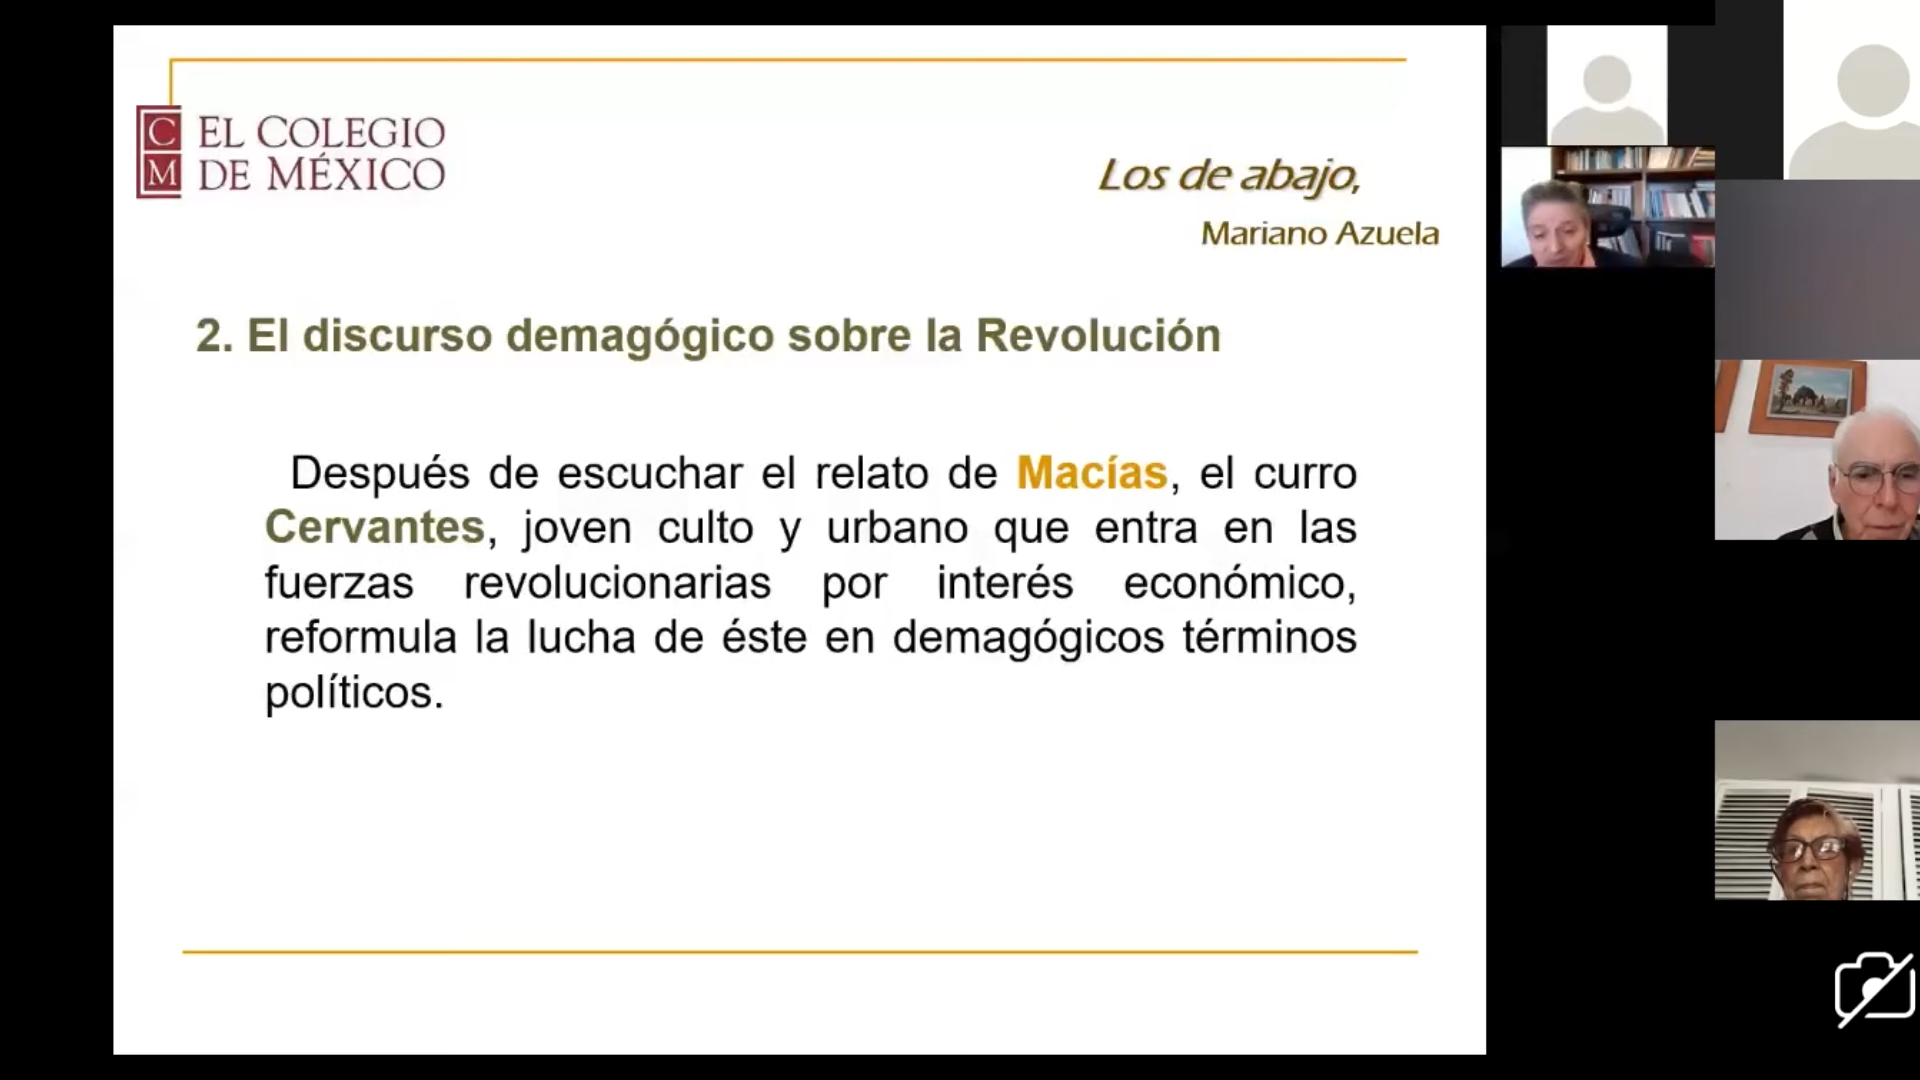 C EL COLEGIO
M DE MÉXICO
Los de abajo,
Mariano Azuela
2. El discurso demagógico sobre la Revolución
Después de escuchar el relato de Macías, el curro
Cervantes, joven culto y urbano que entra en las
fuerzas revolucionarias por interés económico,
reformula la lucha de éste en demagógicos términos
políticos.